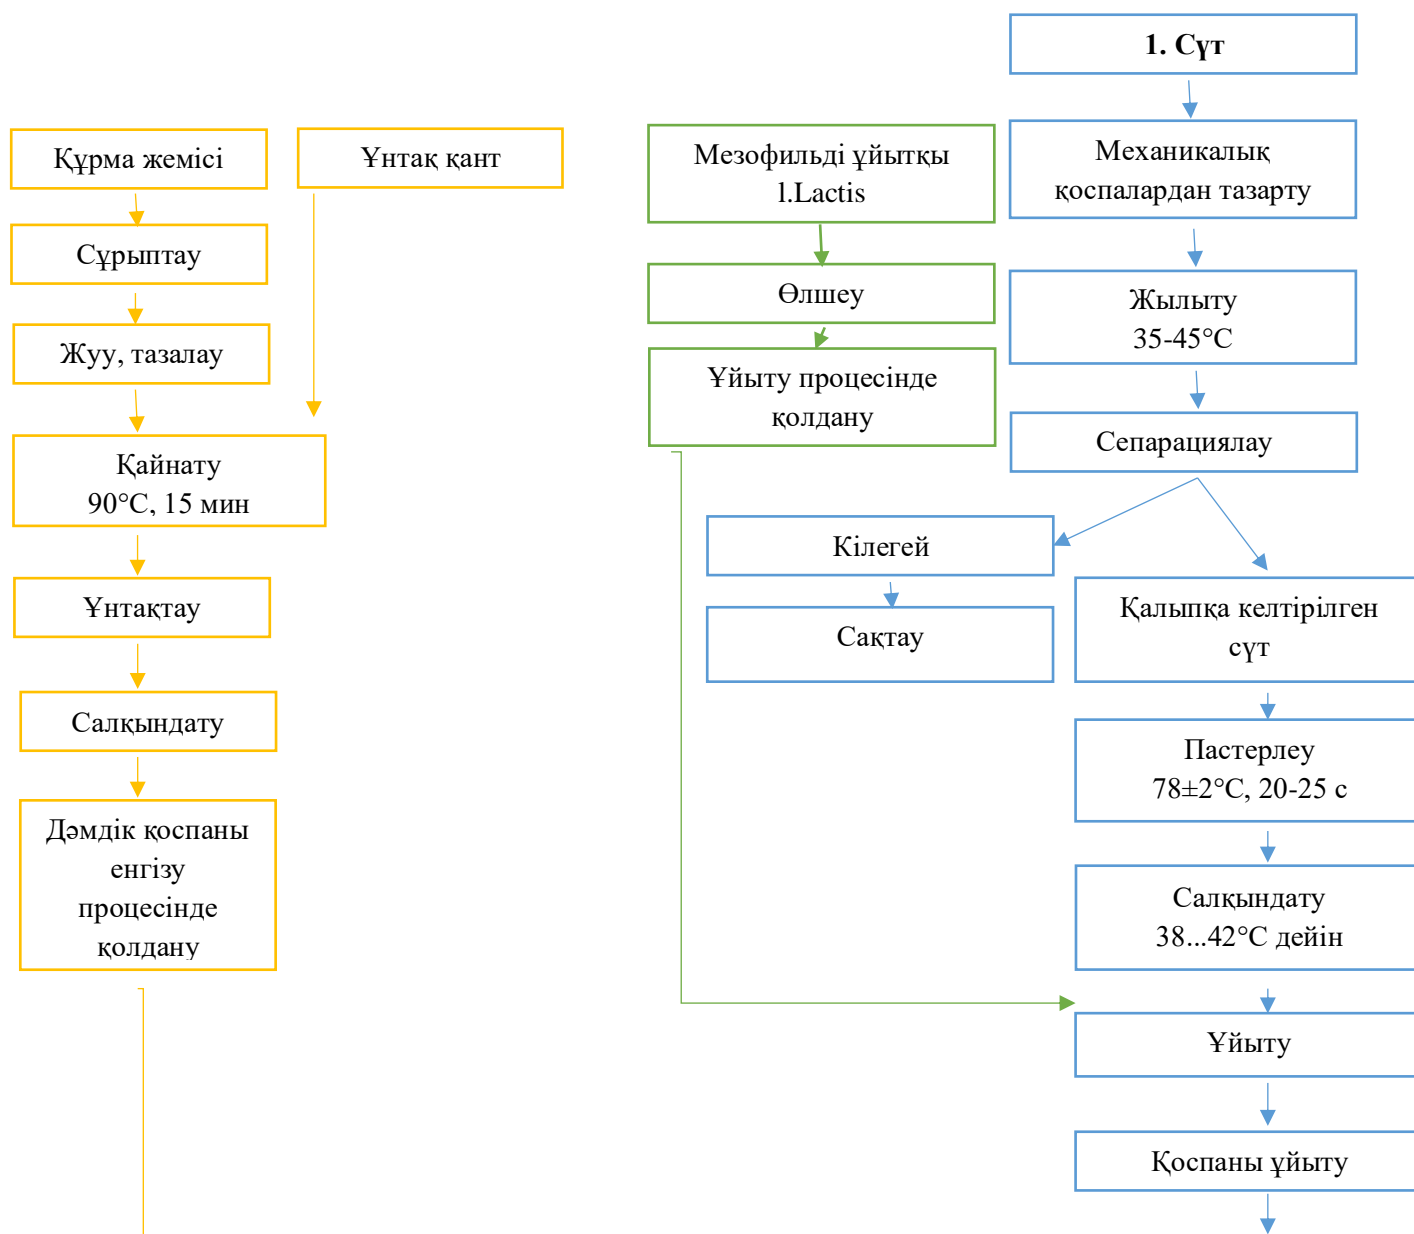 1. Сүт
Құрма жемісі
Ұнтақ қант
Мезофильді ұйытқы
l.Lactis
Механикалық
қоспалардан тазарту
Сұрыптау
Өлшеу
Жылыту
35-45°C
Жуу, тазалау
Ұйыту процесінде
қолдану
Сепарациялау
Қайнату
90°C, 15 мин
Кілегей
Қалыпқа келтірілген
сүт
Ұнтақтау
Сақтау
Салқындату
Пастерлеу
78±2°C, 20-25 с
Дәмдік қоспаны
енгізу
процесінде
қолдану
Салқындату
38...42°C дейін
Ұйыту
Қоспаны ұйыту